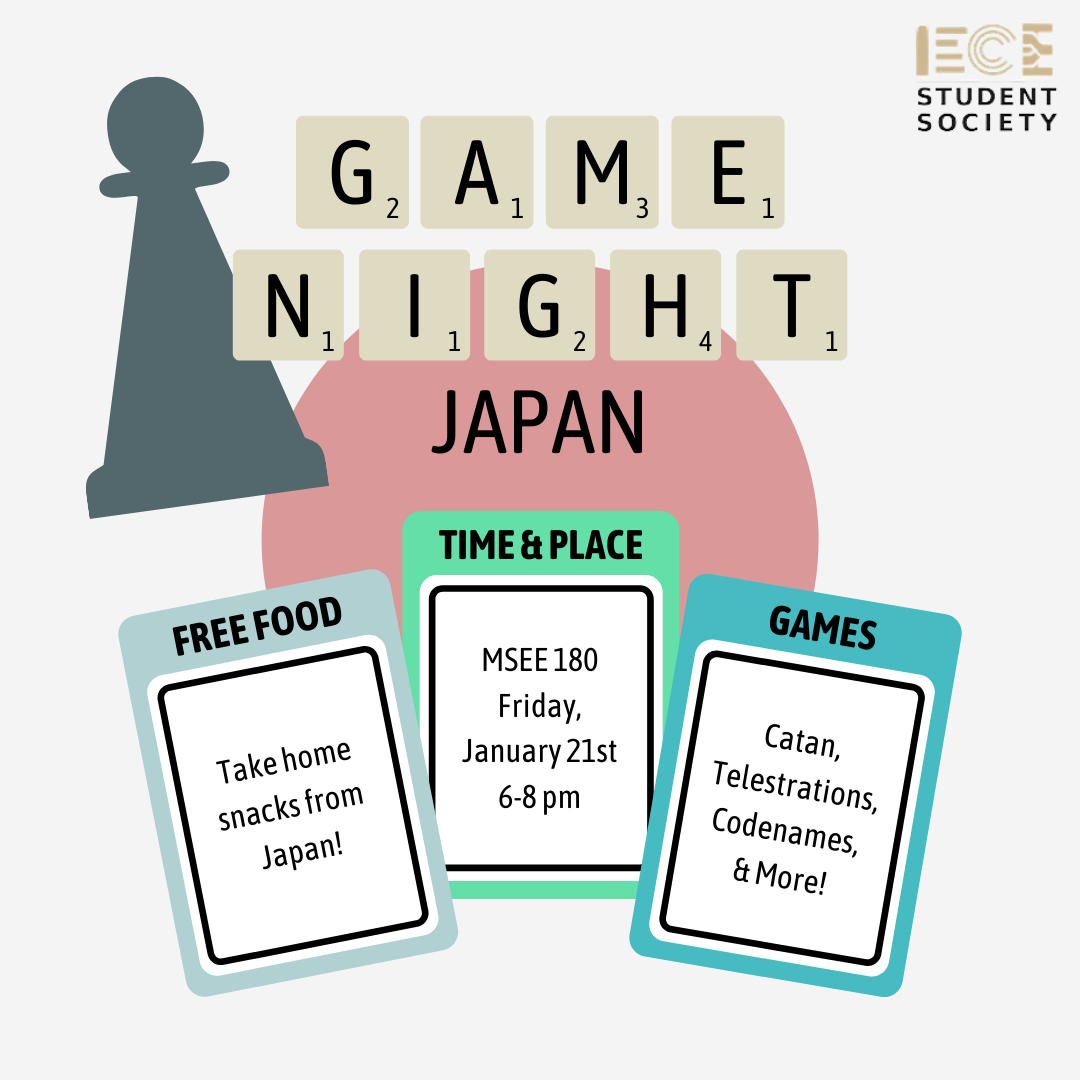 ECE
STUDENT
SOCIETY
G2 A1 M3 E1
N1 I1 G2 H4 T1
JAPAN
FREE FOOD
Take home
snacks from
Japan!
TIME & PLACE
MSEE 180
Friday,
January 21st
6-8 pm
GAMES
Catan,
Telestrations,
Codenames,
& More!